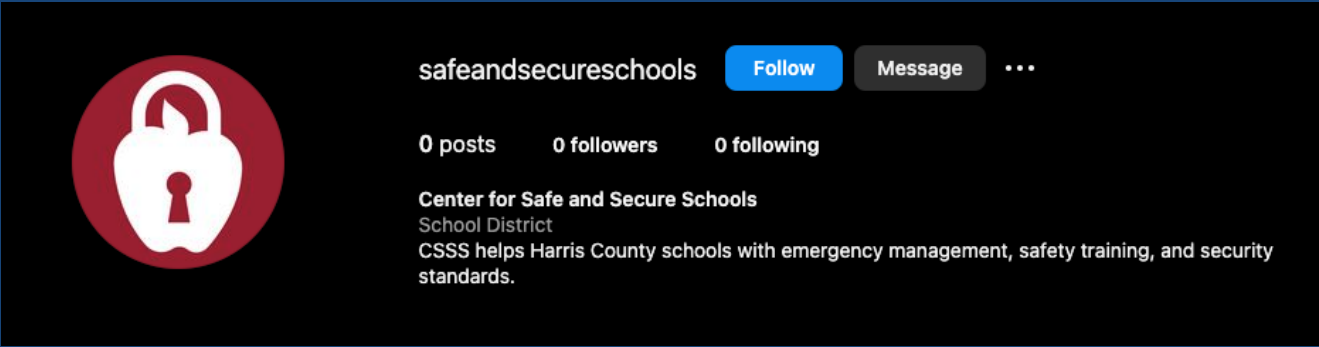 safeandsecureschools Follow Message
0 posts 0 followers 0 following
Center for Safe and Secure Schools
School District
CSSS helps Harris County schools with emergency management, safety training, and security
standards.